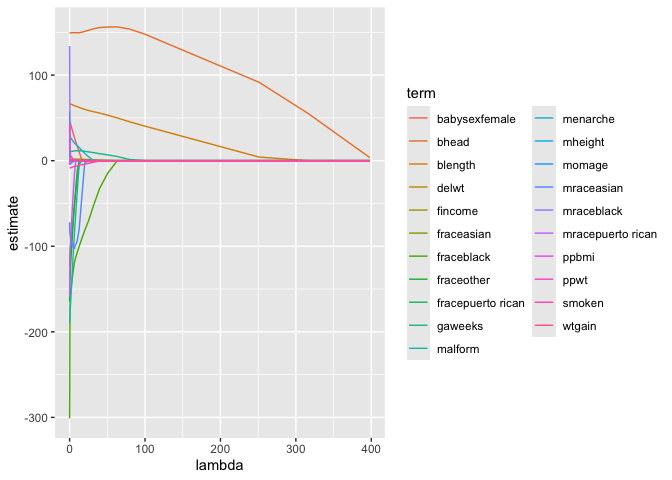 term
babysexfemale
bhead
blength
delwt
fincome
fraceasian
fraceblack
fraceother
fracepuerto rican
gaweeks
malform
menarche
mheight
momage
mraceasian
mraceblack
mracepuerto rican
ppbmi
ppwt
smoken
wtgain
estimate
100
0
-100
-200
-300
0 100 200 300 400
lambda